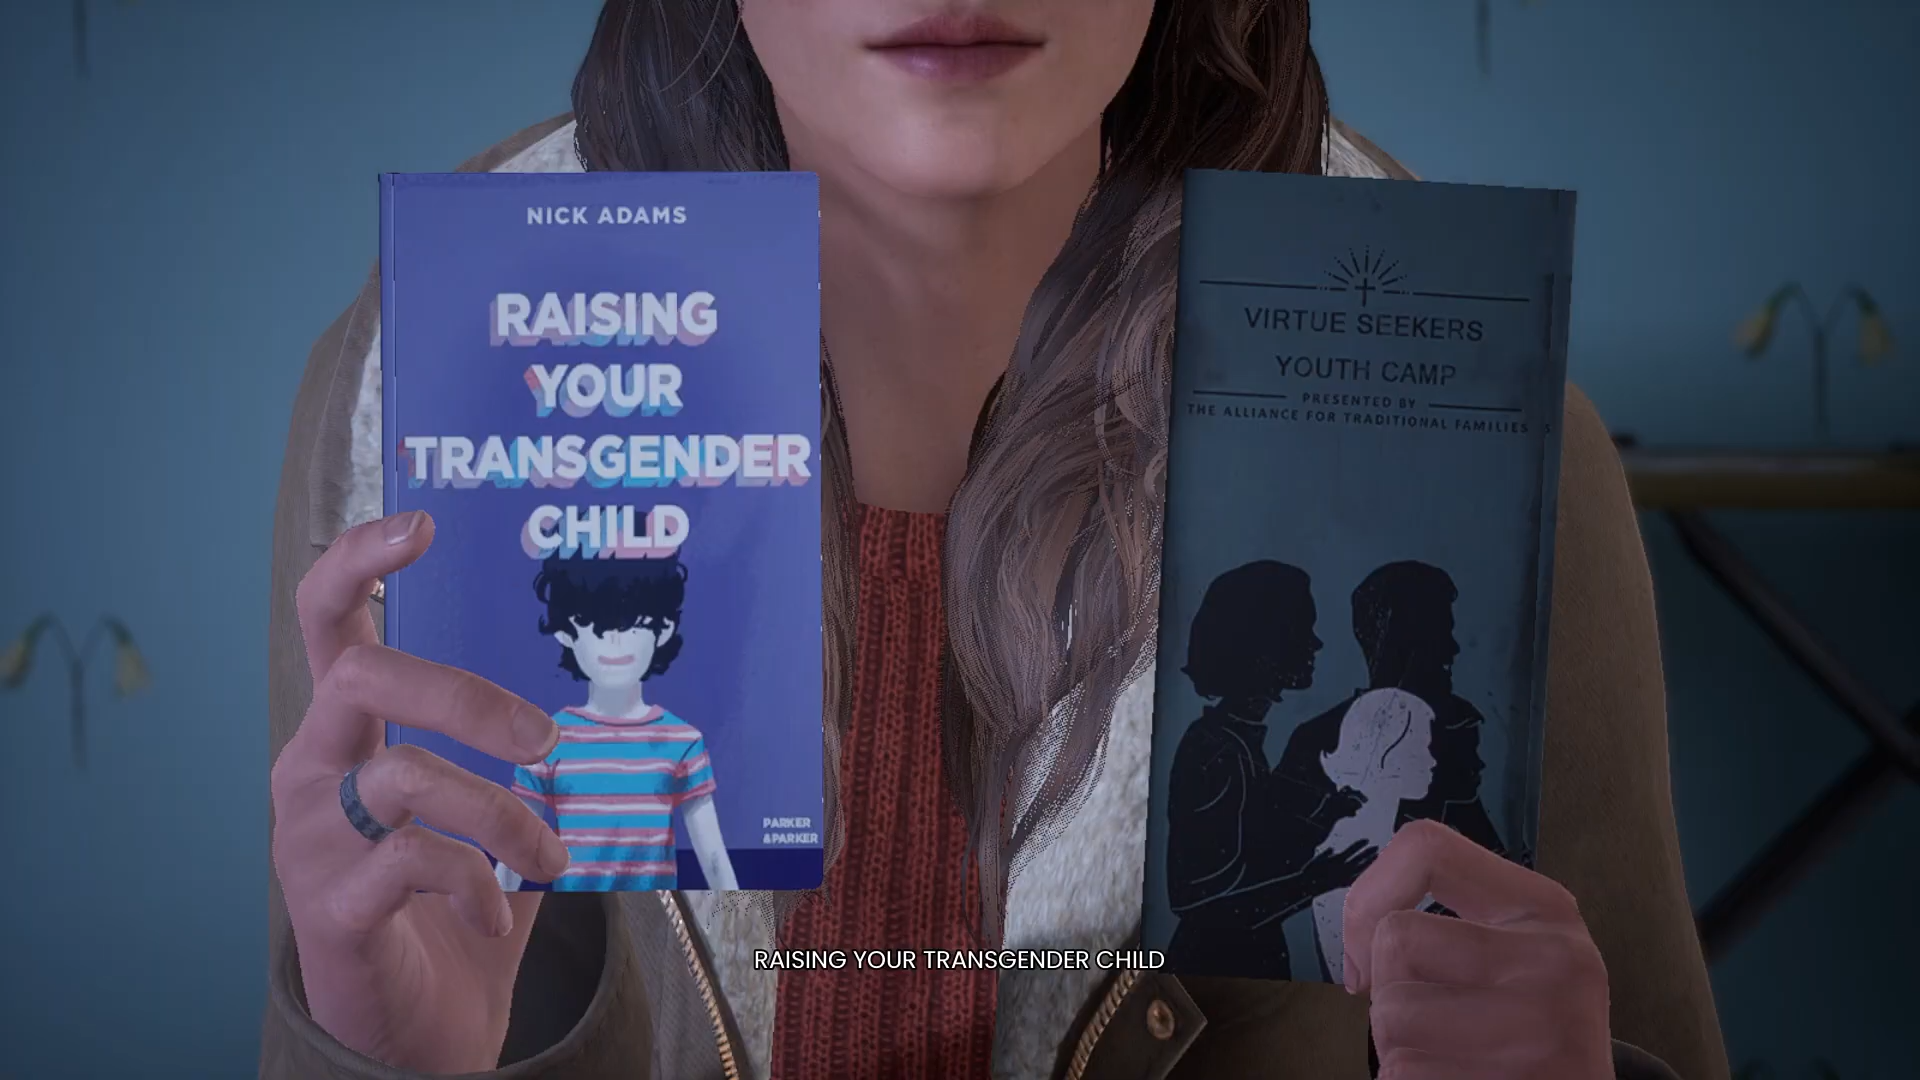 NICK ADAMS
RAISING
YOUR
TRANSGENDER
CHILD
PARKER
&PARKER
VIRTUE SEEKERS
YOUTH CAMP
PRESENTED BY
THE ALLIANCE FOR TRADITIONAL FAMILIES
RAISING YOUR TRANSGENDER CHILD